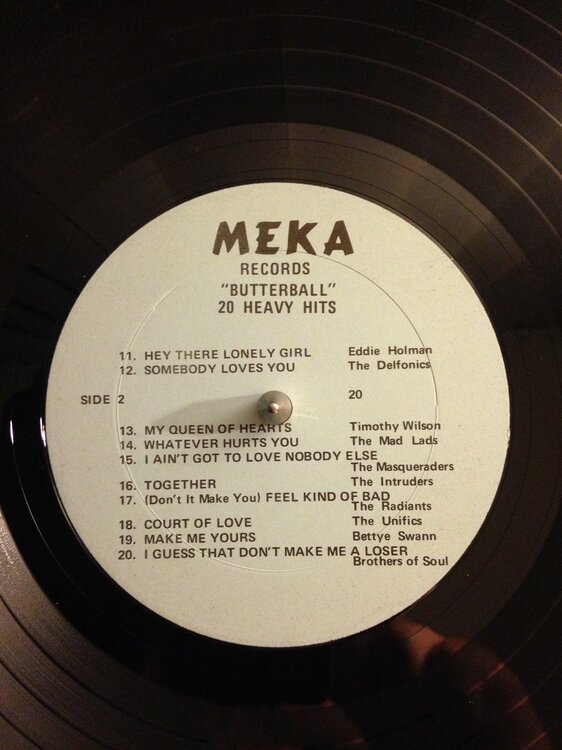 MEKA
RECORDS
"BUTTERBALL"
20 HEAVY HITS
11. HEY THERE LONELY GIRL Eddie Holman
12. SOMEBODY LOVES YOU The Delfonics
SIDE 2 20
13. MY QUEEN OF HEARTS Timothy Wilson
14. WHATEVER HURTS YOU The Mad Lads
15. I AIN'T GOT TO LOVE NOBODY ELSE
The Masqueraders
16. TOGETHER The Intruders
17. (Don't It Make You) FEEL KIND OF BAD
The Radiants
18. COURT OF LOVE The Unifics
19. MAKE ME YOURS Bettye Swann
20. I GUESS THAT DON'T MAKE ME A LOSER
Brothers of Soul